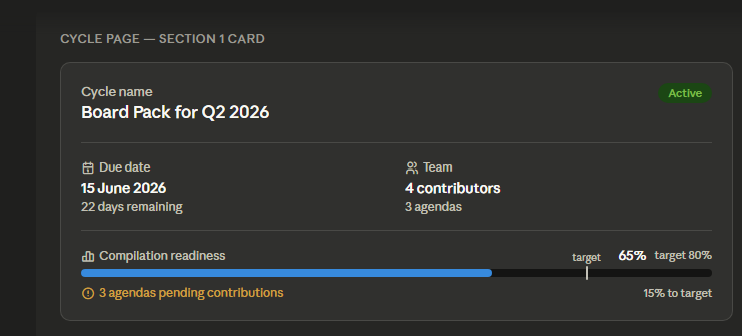 CYCLE PAGE — SECTION 1 CARD
Cycle name
Active
Board Pack for Q2 2026
Due date
15 June 2026
22 days remaining
Team
4 contributors
3 agendas
Compilation readiness
target
65% target 80%
3 agendas pending contributions
15% to target